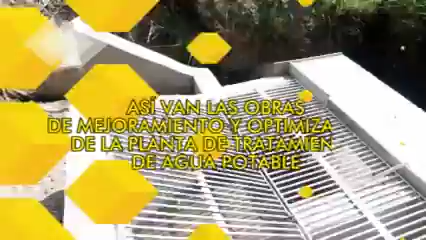 ASÍ VAN LAS OBRAS
DE MEJORAMIENTO Y OPTIMIZA
DE LA PLANTA DE TRATAMIEN
DE AGUA POTABLE